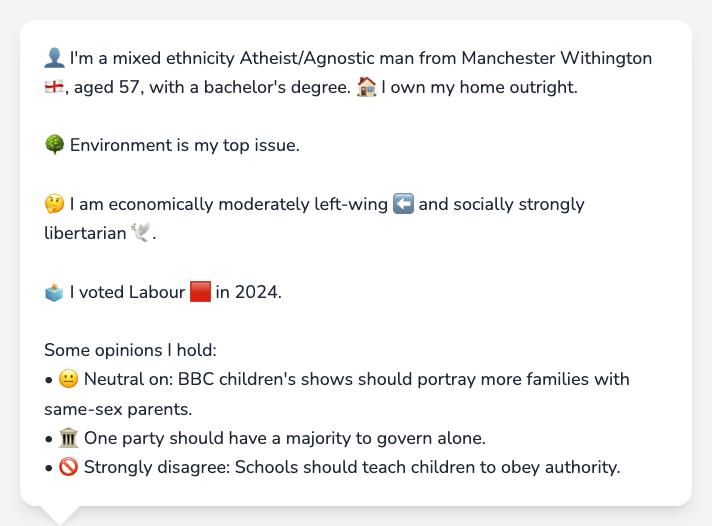 👤 I'm a mixed ethnicity Atheist/Agnostic man from Manchester Withington
🏴󠁧󠁢󠁥󠁮󠁧󠁿, aged 57, with a bachelor's degree. 🏠 I own my home outright.
🌳 Environment is my top issue.
🤔 I am economically moderately left-wing ⬅️ and socially strongly
libertarian 🕊️.
🗳️ I voted Labour 🟥 in 2024.
Some opinions I hold:
• 😐 Neutral on: BBC children's shows should portray more families with
same-sex parents.
• 🏛️ One party should have a majority to govern alone.
• 🚫 Strongly disagree: Schools should teach children to obey authority.